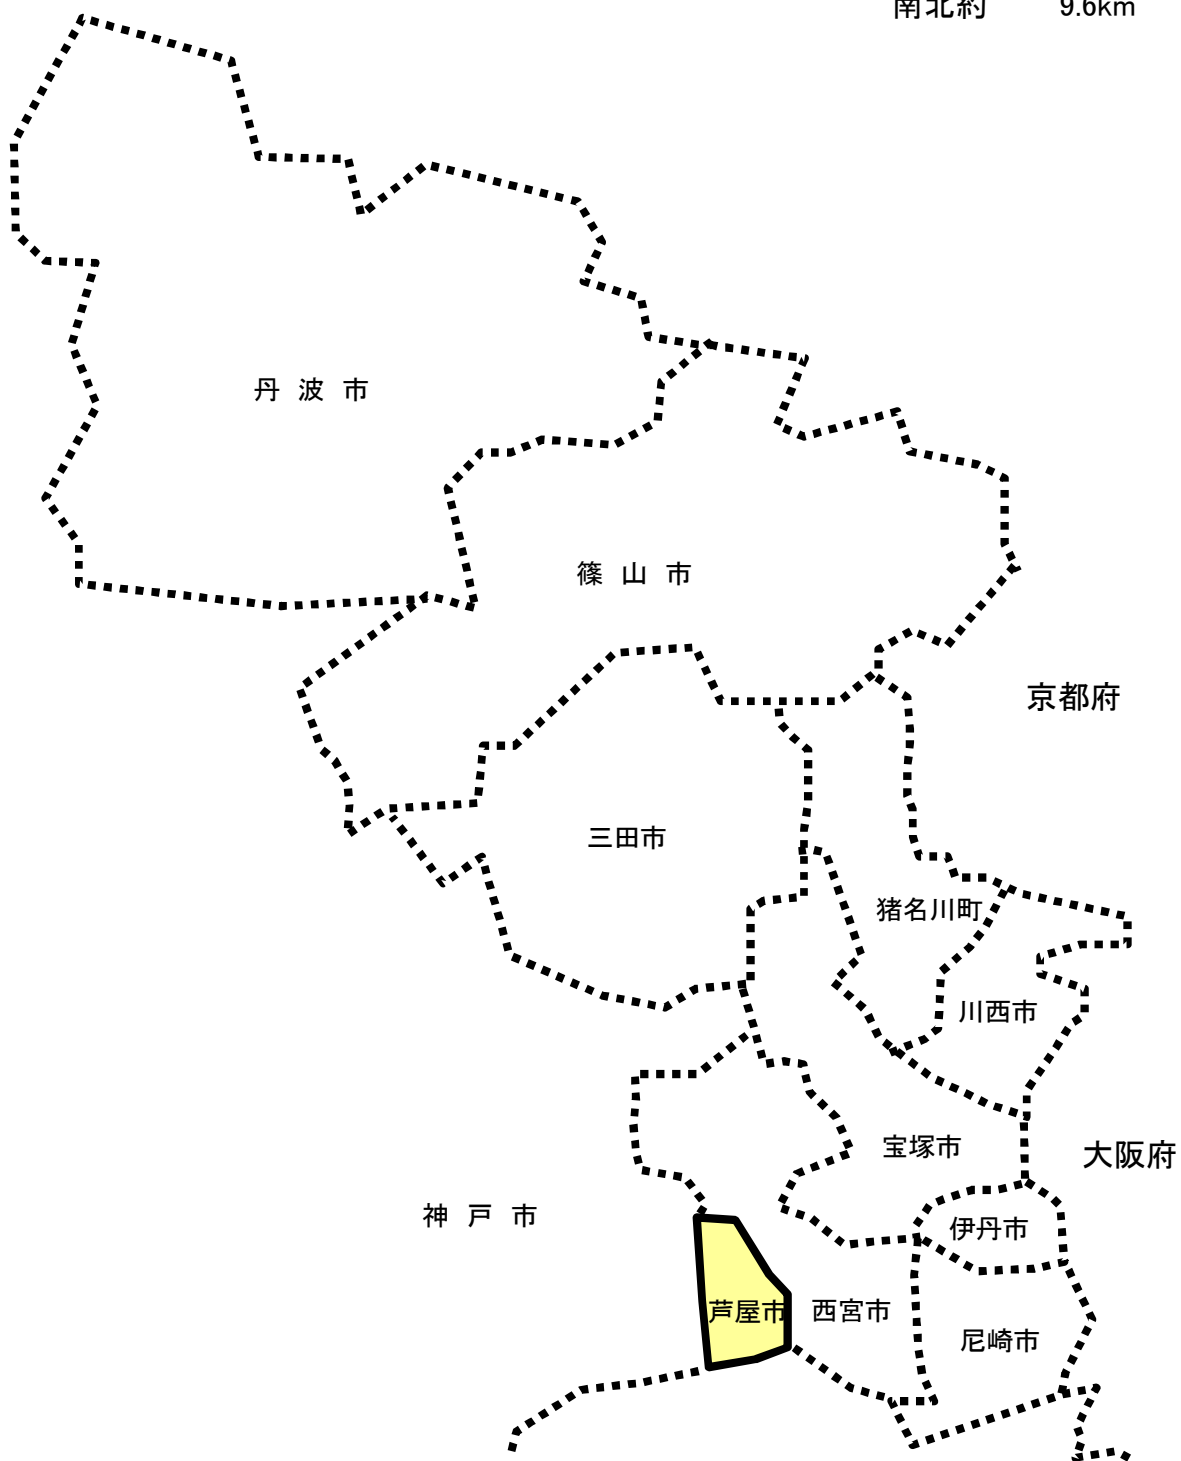 南北約 9.6km
丹 波 市
篠 山 市
京都府
三田市
猪名川町
川西市
宝塚市
大阪府
神 戸 市
伊丹市
芦屋市
西宮市
尼崎市